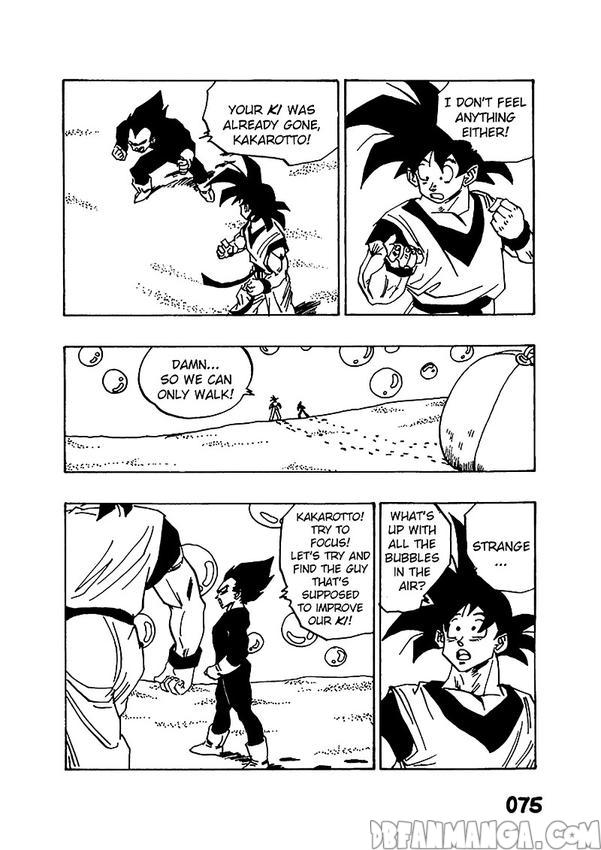 I DON'T FEEL
ANYTHING
EITHER!
YOUR KI WAS
ALREADY GONE,
KAKAROTTO!
DAMN...
SO WE CAN
ONLY WALK!
STRANGE
...
WHAT'S
UP WITH
ALL THE
BUBBLES
IN THE
AIR?
KAKAROTTO!
TRY TO
FOCUS!
LET'S TRY AND
FIND THE GUY
THAT'S
SUPPOSED
TO IMPROVE
OUR KI!
075
DBFANMANGA.COM